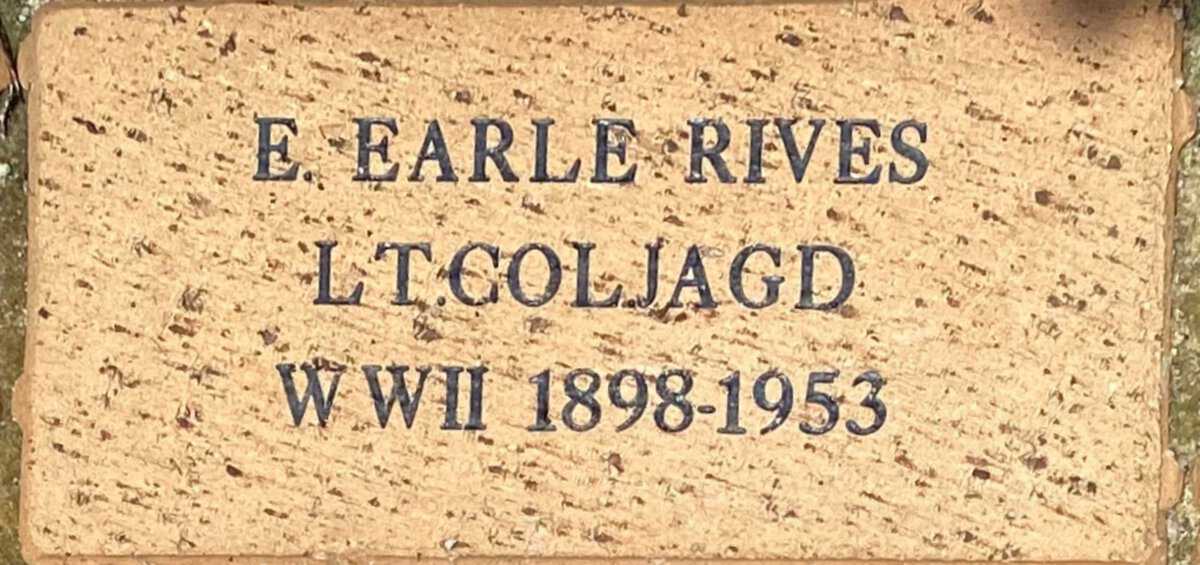 E. EARLE RIVES
LT.COL.JAGD
WWII 1898-1953